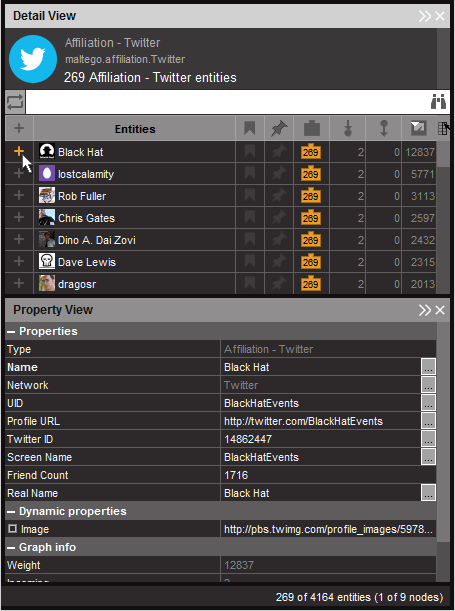 Detail View
Affiliation - Twitter
maltego.affiliation.Twitter
269 Affiliation - Twitter entities
Entities
Black Hat 269 2 0 12837
lostcalamity 269 2 0 5771
Rob Fuller 269 2 0 3113
Chris Gates 269 2 0 2597
Dino A. Dai Zovi 269 2 0 2432
Dave Lewis 269 2 0 2315
dragosr 269 2 0 2013
Property View
Properties
Type Affiliation - Twitter
Name Black Hat ...
Network Twitter
UID BlackHatEvents ...
Profile URL http://twitter.com/BlackHatEvents ...
Twitter ID 14862447 ...
Screen Name BlackHatEvents ...
Friend Count 1716
Real Name Black Hat ...
Dynamic properties
Image http://pbs.twimg.com/profile_images/5978...
Graph info
Weight 12837
Incoming 2
269 of 4164 entities (1 of 9 nodes)